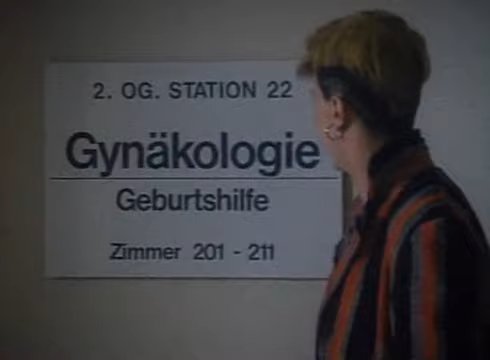 2. OG. STATION 22
Gynäkologie
Geburtshilfe
Zimmer 201 - 211